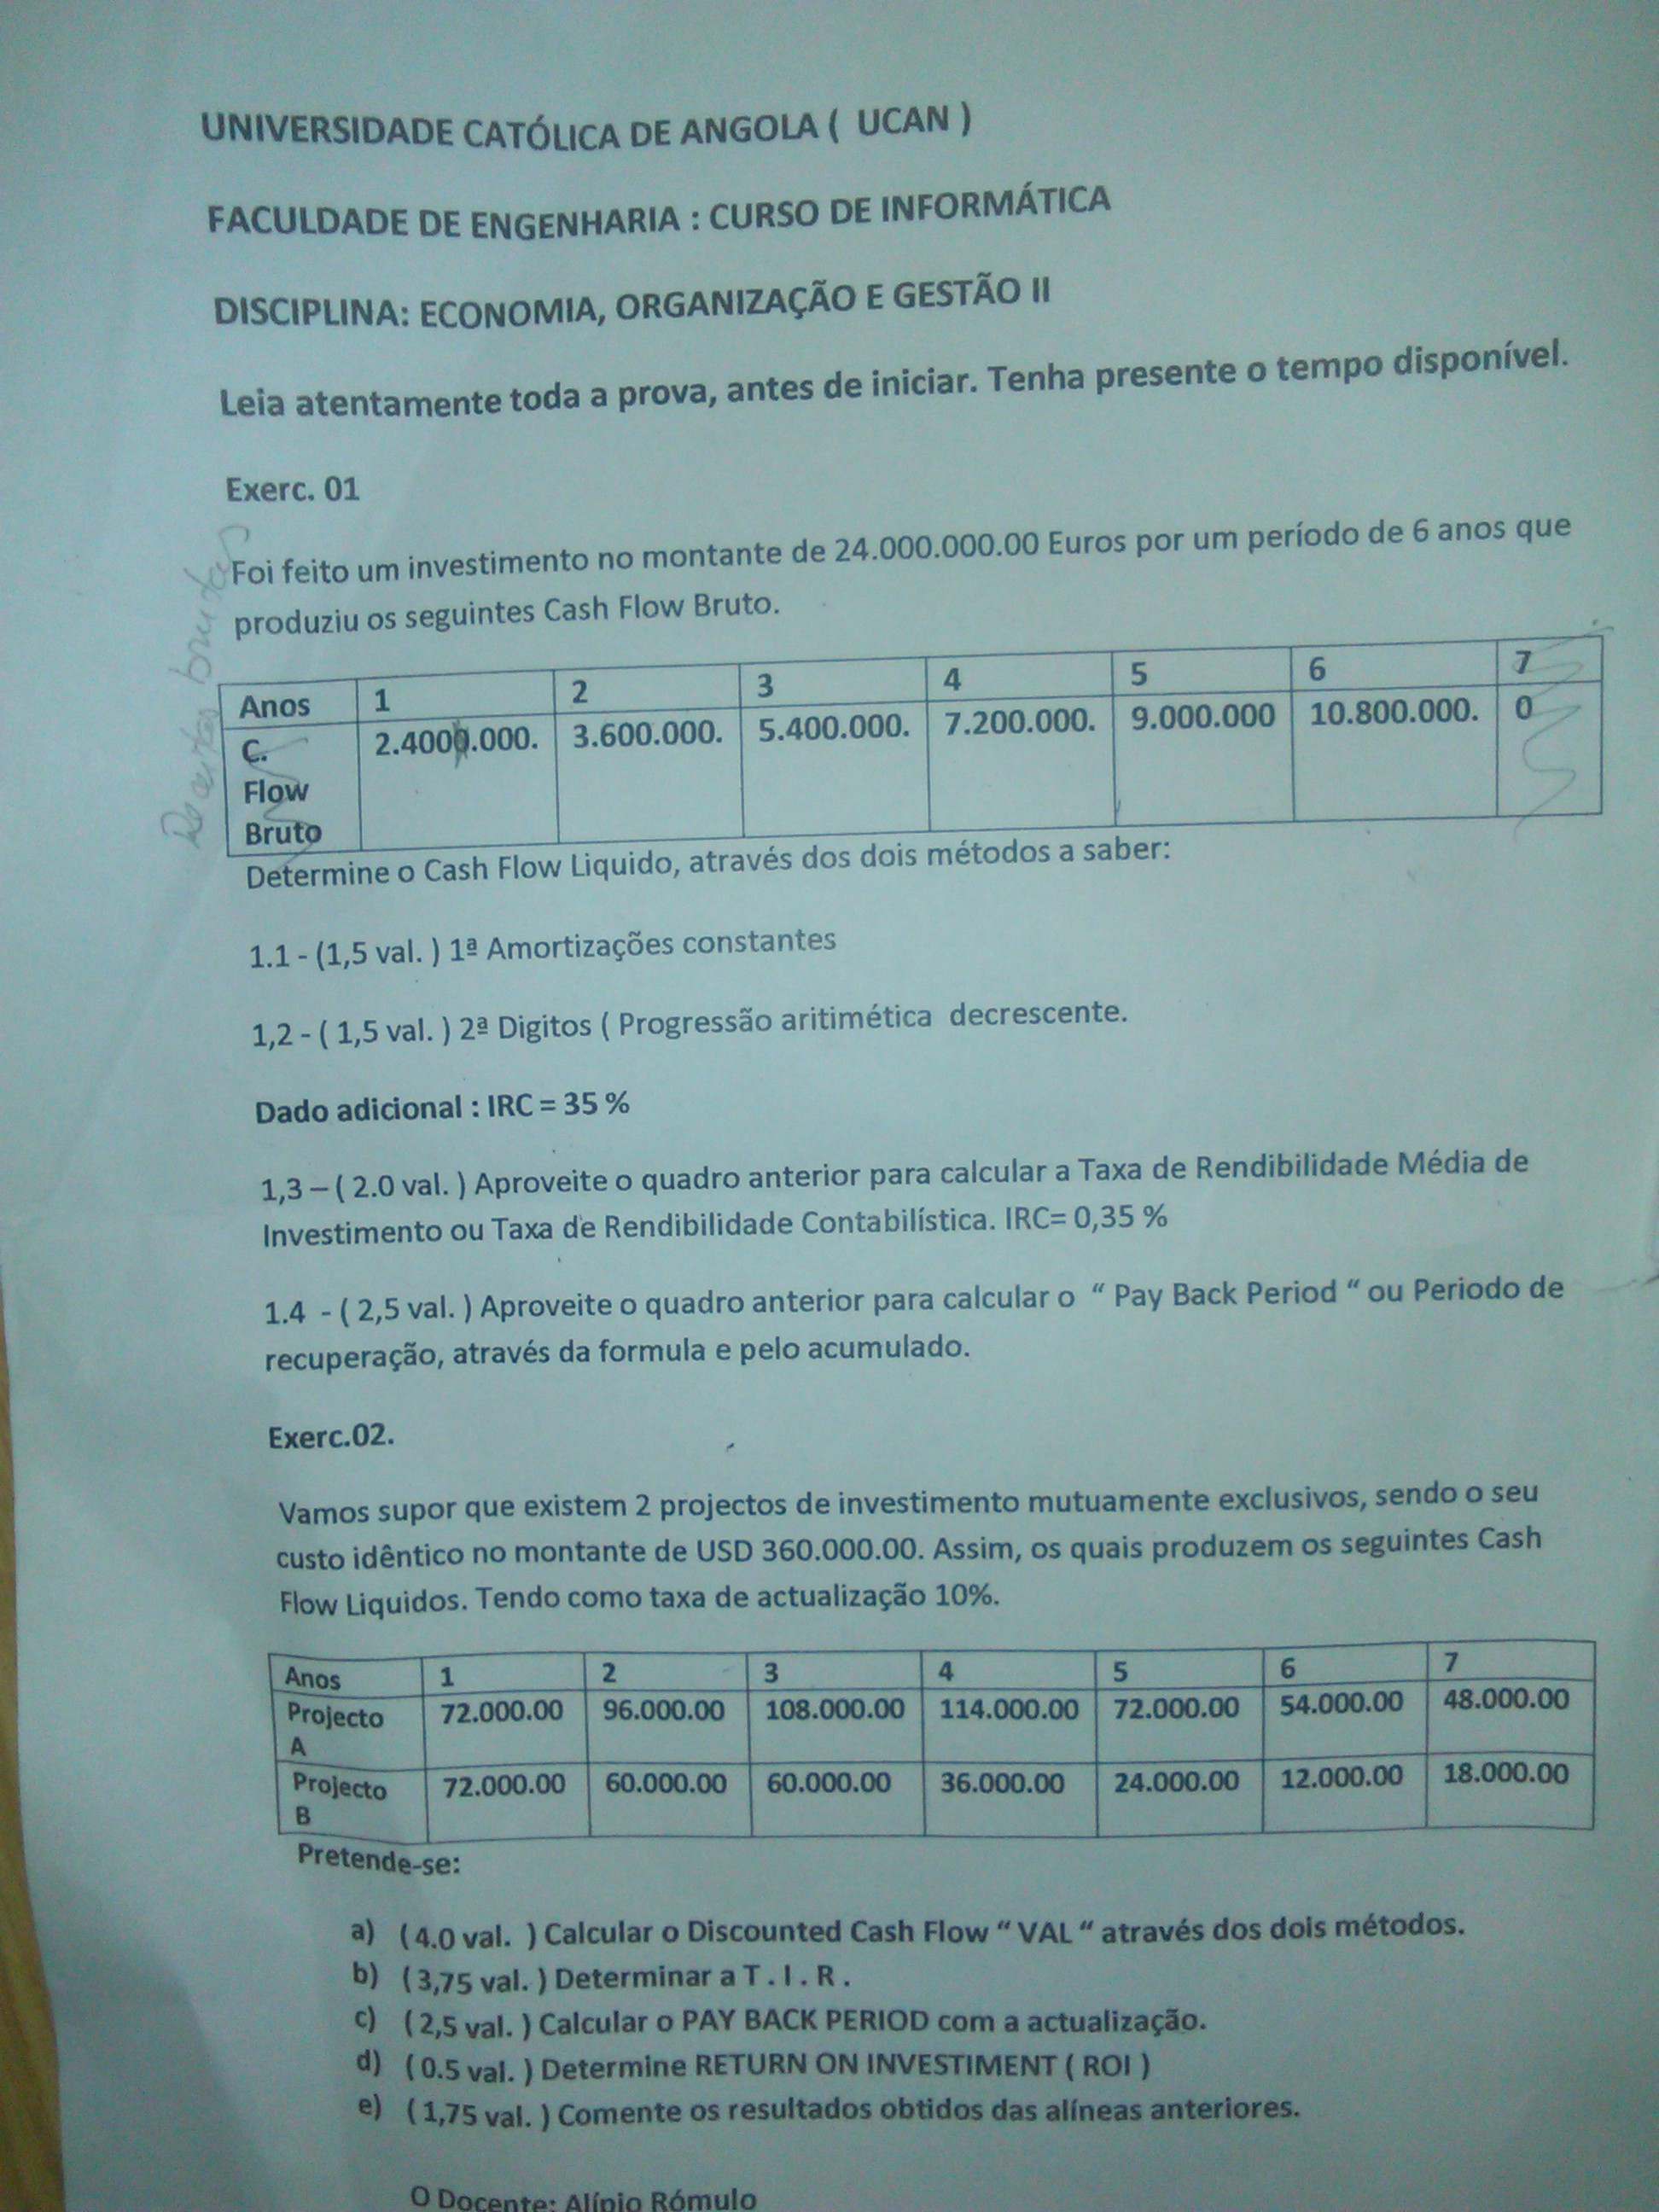 UNIVERSIDADE CATÓLICA DE ANGOLA ( UCAN )
FACULDADE DE ENGENHARIA : CURSO DE INFORMÁTICA
DISCIPLINA: ECONOMIA, ORGANIZAÇÃO E GESTÃO II
Leia atentamente toda a prova, antes de iniciar. Tenha presente o tempo disponível.
Exerc. 01
Foi feito um investimento no montante de 24.000.000.00 Euros por um período de 6 anos que
produziu os seguintes Cash Flow Bruto.
Receitas brutas
Anos 1 2 3 4 5 6 7
C. Flow Bruto 2.4000.000. 3.600.000. 5.400.000. 7.200.000. 9.000.000 10.800.000. 0
Determine o Cash Flow Liquido, através dos dois métodos a saber:
1.1 - (1,5 val. ) 1ª Amortizações constantes
1,2 - ( 1,5 val. ) 2ª Digitos ( Progressão aritimética decrescente.
Dado adicional : IRC = 35 %
1,3 – ( 2.0 val. ) Aproveite o quadro anterior para calcular a Taxa de Rendibilidade Média de
Investimento ou Taxa de Rendibilidade Contabilística. IRC= 0,35 %
1.4 - ( 2,5 val. ) Aproveite o quadro anterior para calcular o “ Pay Back Period “ ou Periodo de
recuperação, através da formula e pelo acumulado.
Exerc.02.
Vamos supor que existem 2 projectos de investimento mutuamente exclusivos, sendo o seu
custo idêntico no montante de USD 360.000.00. Assim, os quais produzem os seguintes Cash
Flow Liquidos. Tendo como taxa de actualização 10%.
Anos 1 2 3 4 5 6 7
Projecto A 72.000.00 96.000.00 108.000.00 114.000.00 72.000.00 54.000.00 48.000.00
Projecto B 72.000.00 60.000.00 60.000.00 36.000.00 24.000.00 12.000.00 18.000.00
Pretende-se:
a) ( 4.0 val. ) Calcular o Discounted Cash Flow “ VAL “ através dos dois métodos.
b) ( 3,75 val. ) Determinar a T . I . R .
c) ( 2,5 val. ) Calcular o PAY BACK PERIOD com a actualização.
d) ( 0.5 val. ) Determine RETURN ON INVESTIMENT ( ROI )
e) ( 1,75 val. ) Comente os resultados obtidos das alíneas anteriores.
O Docente: Alípio Rómulo